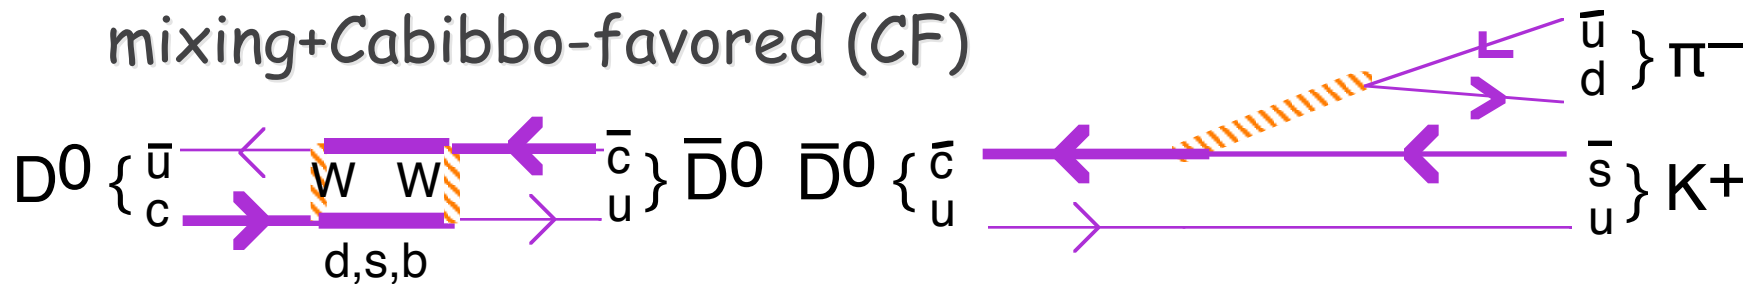 mixing+Cabibbo-favored (CF)
D⁰ { ū c
W W
d,s,b
c̄ u } D̄⁰
D̄⁰ { c̄ u
ū d } π⁻
s̄ u } K⁺